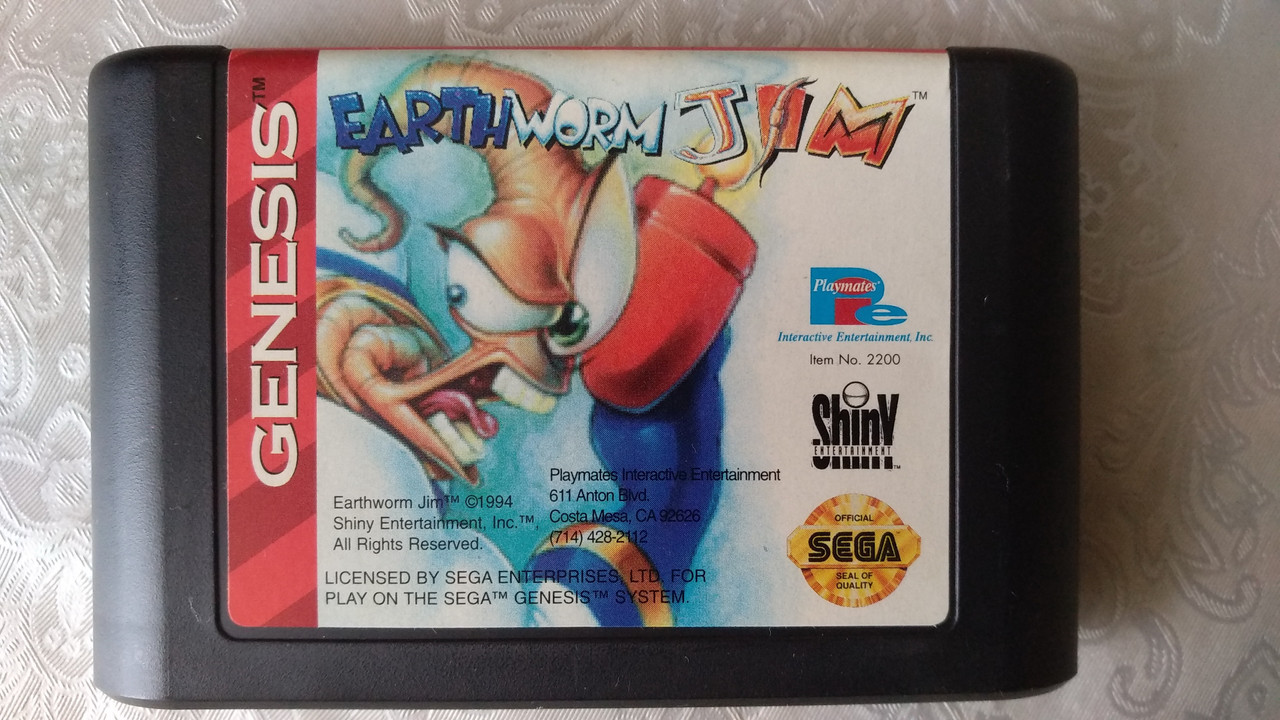 GENESIS™
EARTHWORM JIM™
Playmates®
Pie
Interactive Entertainment, Inc.
Item No. 2200
Shiny
ENTERTAINMENT
SHINY™
OFFICIAL
SEGA
SEAL OF
QUALITY
Earthworm Jim™ ©1994
Shiny Entertainment, Inc.™,
All Rights Reserved.
Playmates Interactive Entertainment
611 Anton Blvd.
Costa Mesa, CA 92626
(714) 428-2112
LICENSED BY SEGA ENTERPRISES, LTD. FOR
PLAY ON THE SEGA™ GENESIS™ SYSTEM.